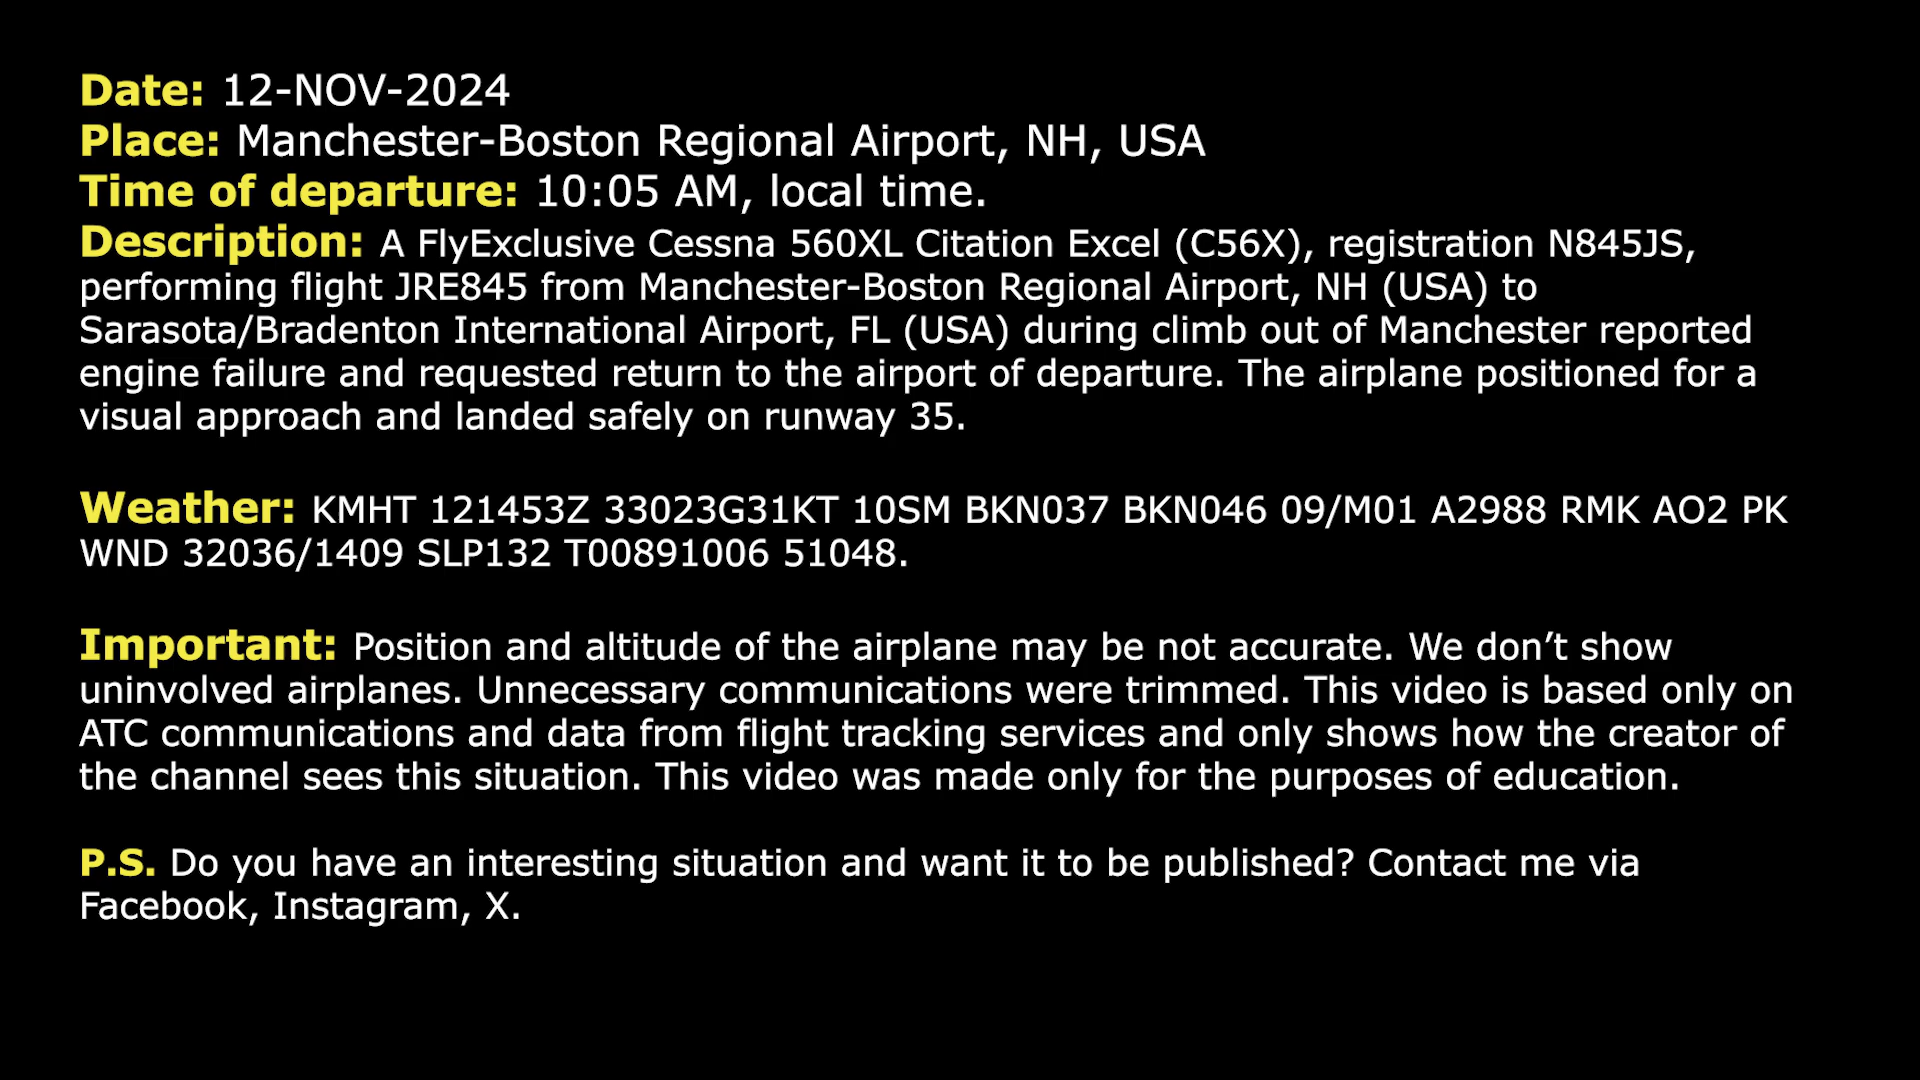 Date: 12-NOV-2024
Place: Manchester-Boston Regional Airport, NH, USA
Time of departure: 10:05 AM, local time.
Description: A FlyExclusive Cessna 560XL Citation Excel (C56X), registration N845JS,
performing flight JRE845 from Manchester-Boston Regional Airport, NH (USA) to
Sarasota/Bradenton International Airport, FL (USA) during climb out of Manchester reported
engine failure and requested return to the airport of departure. The airplane positioned for a
visual approach and landed safely on runway 35.
Weather: KMHT 121453Z 33023G31KT 10SM BKN037 BKN046 09/M01 A2988 RMK AO2 PK
WND 32036/1409 SLP132 T00891006 51048.
Important: Position and altitude of the airplane may be not accurate. We don’t show
uninvolved airplanes. Unnecessary communications were trimmed. This video is based only on
ATC communications and data from flight tracking services and only shows how the creator of
the channel sees this situation. This video was made only for the purposes of education.
P.S. Do you have an interesting situation and want it to be published? Contact me via
Facebook, Instagram, X.